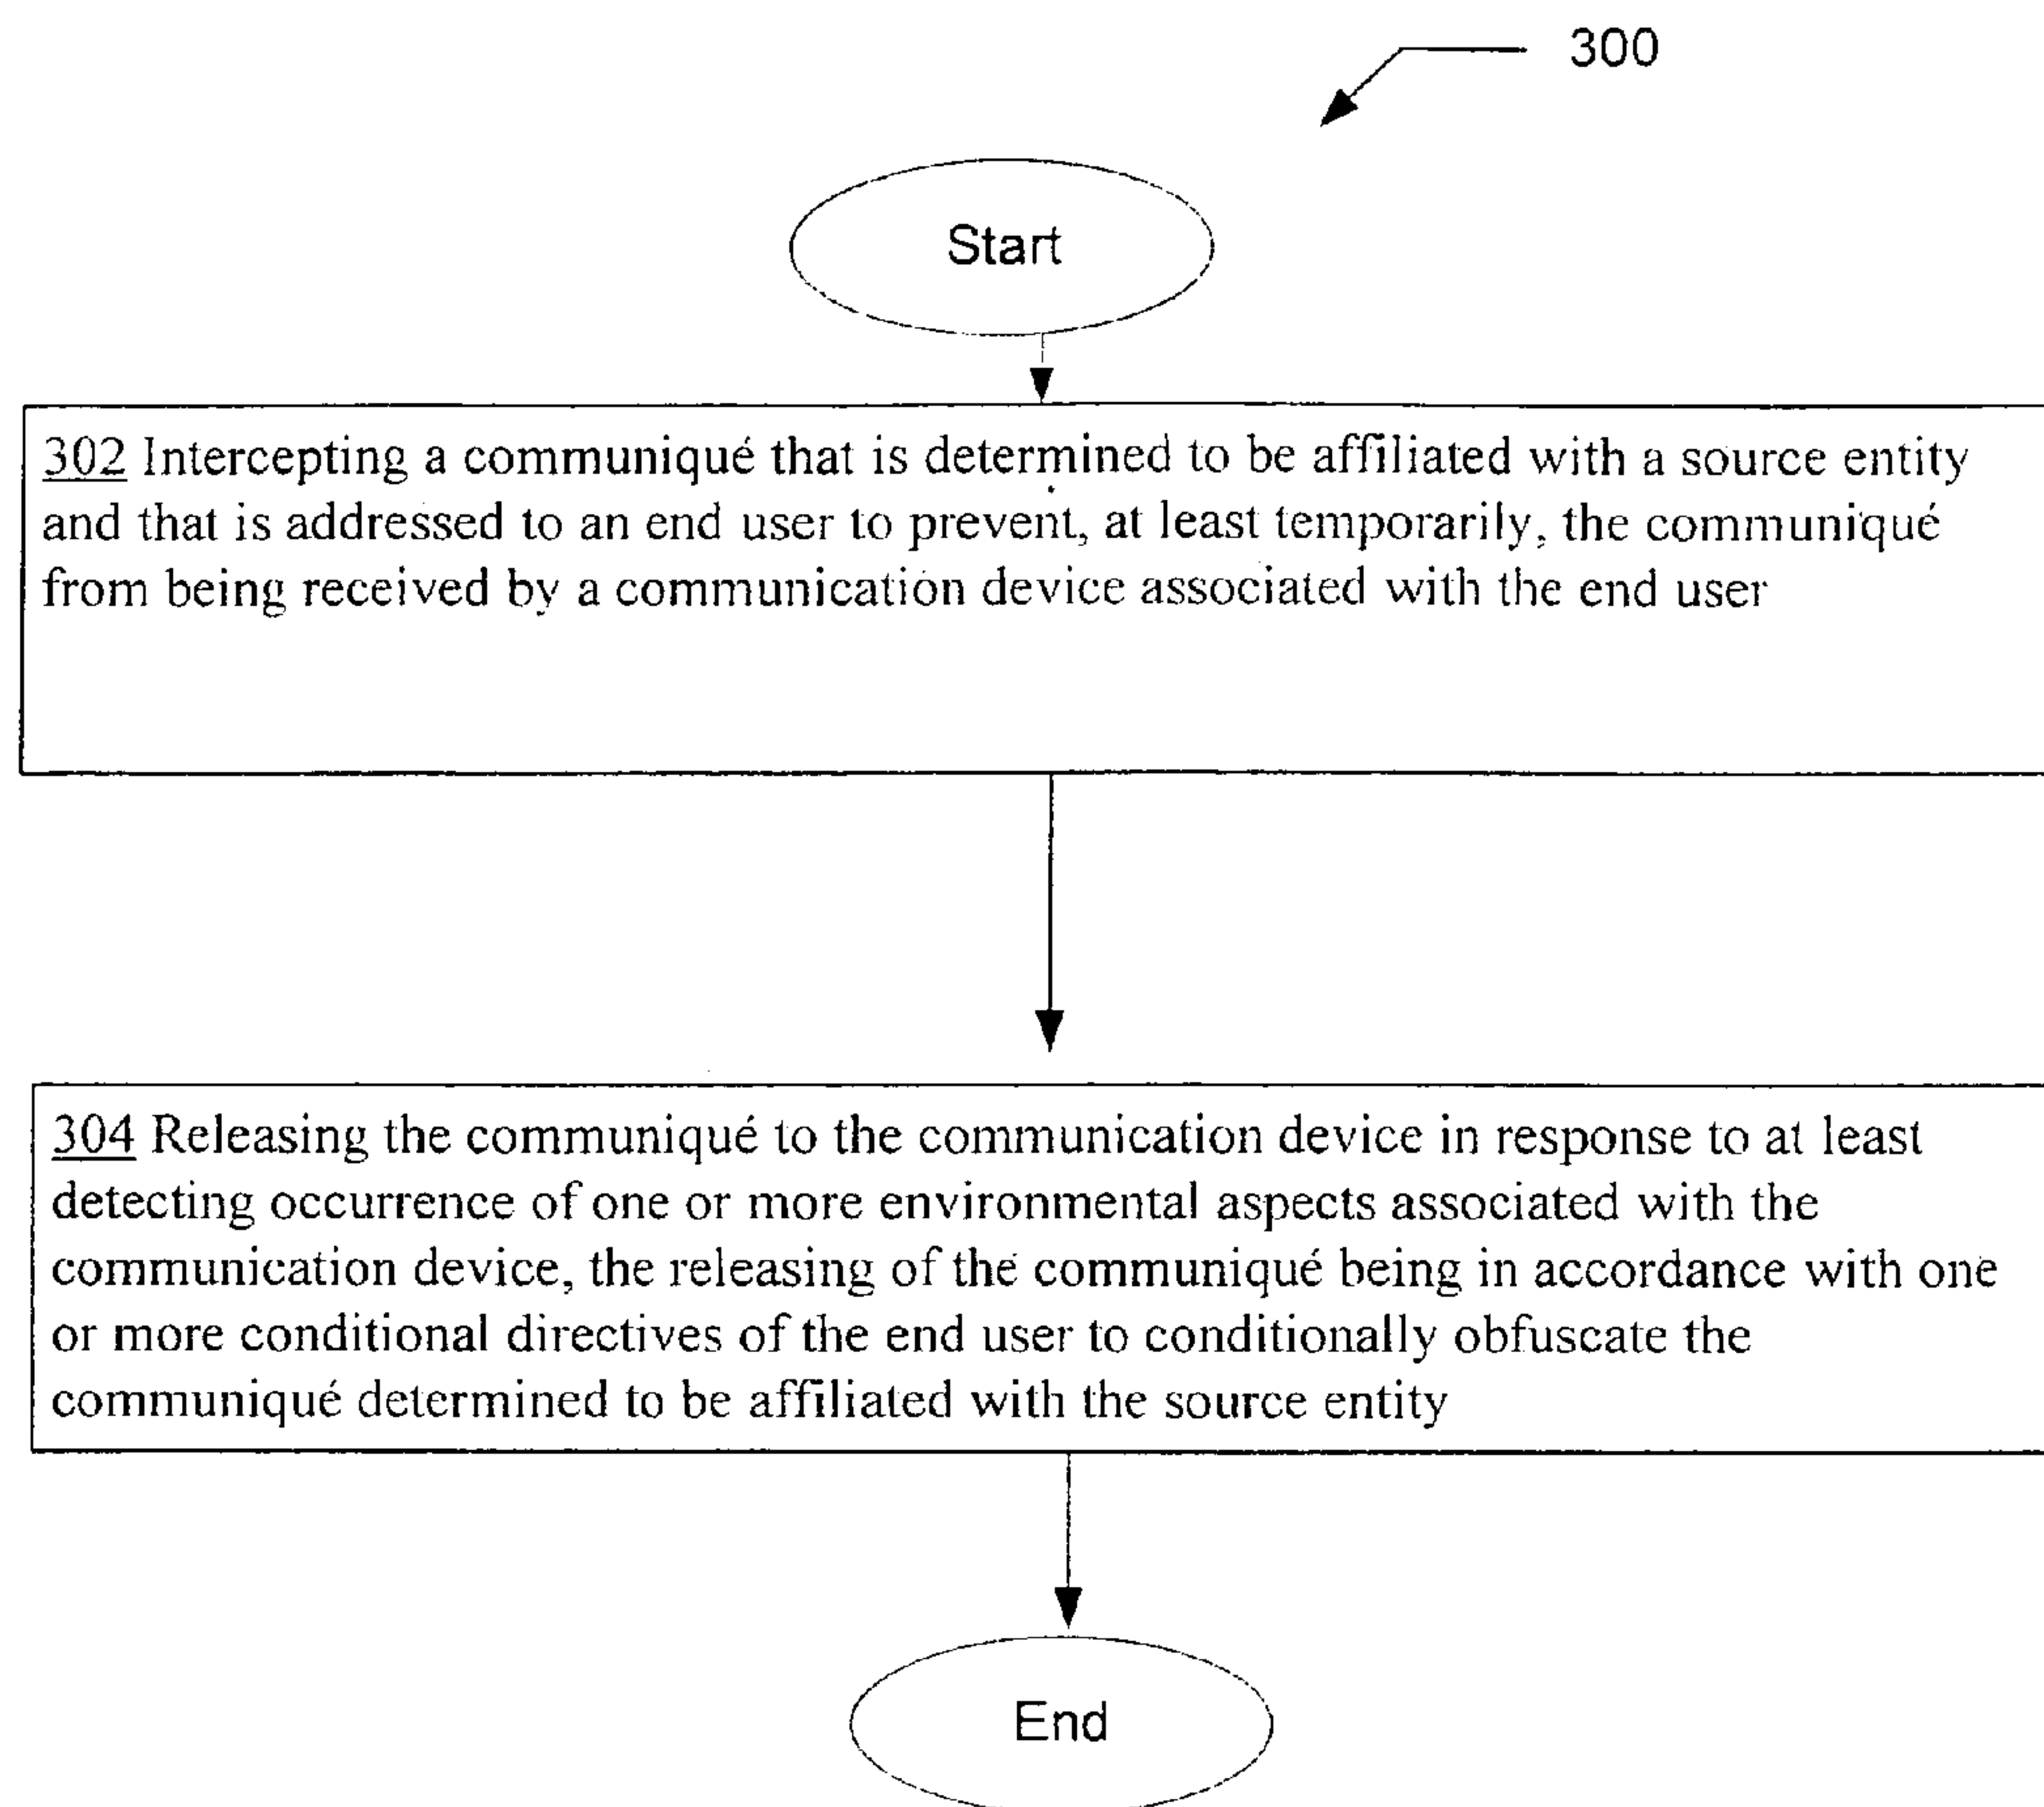 300
Start
302 Intercepting a communiqué that is determined to be affiliated with a source entity
and that is addressed to an end user to prevent, at least temporarily, the communiqué
from being received by a communication device associated with the end user
304 Releasing the communiqué to the communication device in response to at least
detecting occurrence of one or more environmental aspects associated with the
communication device, the releasing of the communiqué being in accordance with one
or more conditional directives of the end user to conditionally obfuscate the
communiqué determined to be affiliated with the source entity
End